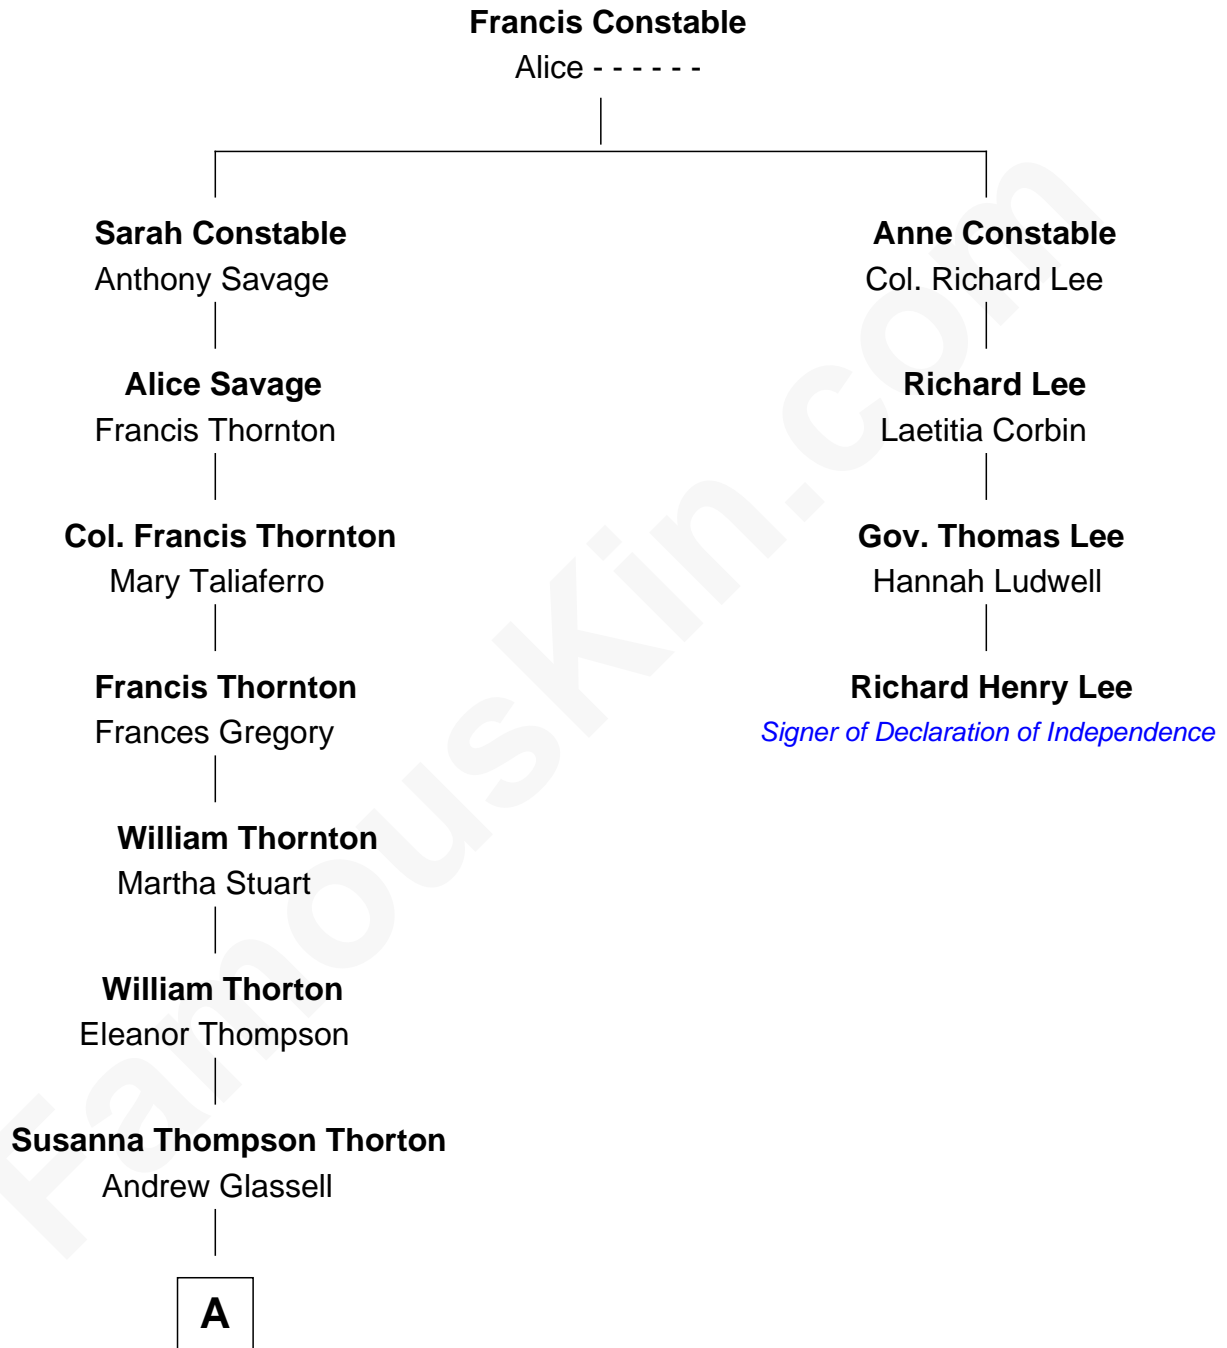 Francis Constable
Alice - - - - - -
Sarah Constable
Anthony Savage
Anne Constable
Col. Richard Lee
Alice Savage
Francis Thornton
Richard Lee
Laetitia Corbin
Col. Francis Thornton
Mary Taliaferro
Gov. Thomas Lee
Hannah Ludwell
Francis Thornton
Frances Gregory
Richard Henry Lee
Signer of Declaration of Independence
William Thornton
Martha Stuart
William Thorton
Eleanor Thompson
Susanna Thompson Thorton
Andrew Glassell
A
FamousKin.com